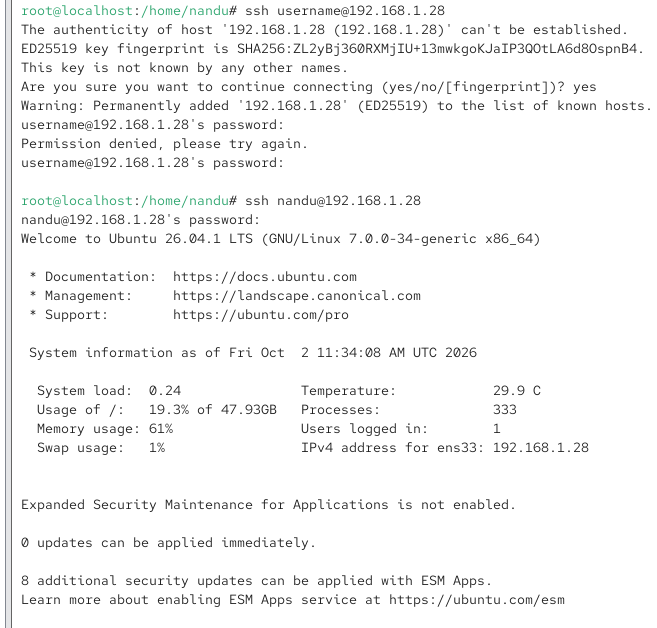 root@localhost:/home/nandu# ssh username@192.168.1.28
The authenticity of host '192.168.1.28 (192.168.1.28)' can't be established.
ED25519 key fingerprint is SHA256:ZL2yBj360RXMjIU+13mwkgoKJaIP3QOtLA6d8OspnB4.
This key is not known by any other names.
Are you sure you want to continue connecting (yes/no/[fingerprint])? yes
Warning: Permanently added '192.168.1.28' (ED25519) to the list of known hosts.
username@192.168.1.28's password:
Permission denied, please try again.
username@192.168.1.28's password:
root@localhost:/home/nandu# ssh nandu@192.168.1.28
nandu@192.168.1.28's password:
Welcome to Ubuntu 26.04.1 LTS (GNU/Linux 7.0.0-34-generic x86_64)
* Documentation:  https://docs.ubuntu.com
* Management:     https://landscape.canonical.com
* Support:        https://ubuntu.com/pro
System information as of Fri Oct  2 11:34:08 AM UTC 2026
System load:  0.24                Temperature:            29.9 C
Usage of /:   19.3% of 47.93GB   Processes:              333
Memory usage: 61%                Users logged in:        1
Swap usage:   1%                 IPv4 address for ens33: 192.168.1.28
Expanded Security Maintenance for Applications is not enabled.
0 updates can be applied immediately.
8 additional security updates can be applied with ESM Apps.
Learn more about enabling ESM Apps service at https://ubuntu.com/esm